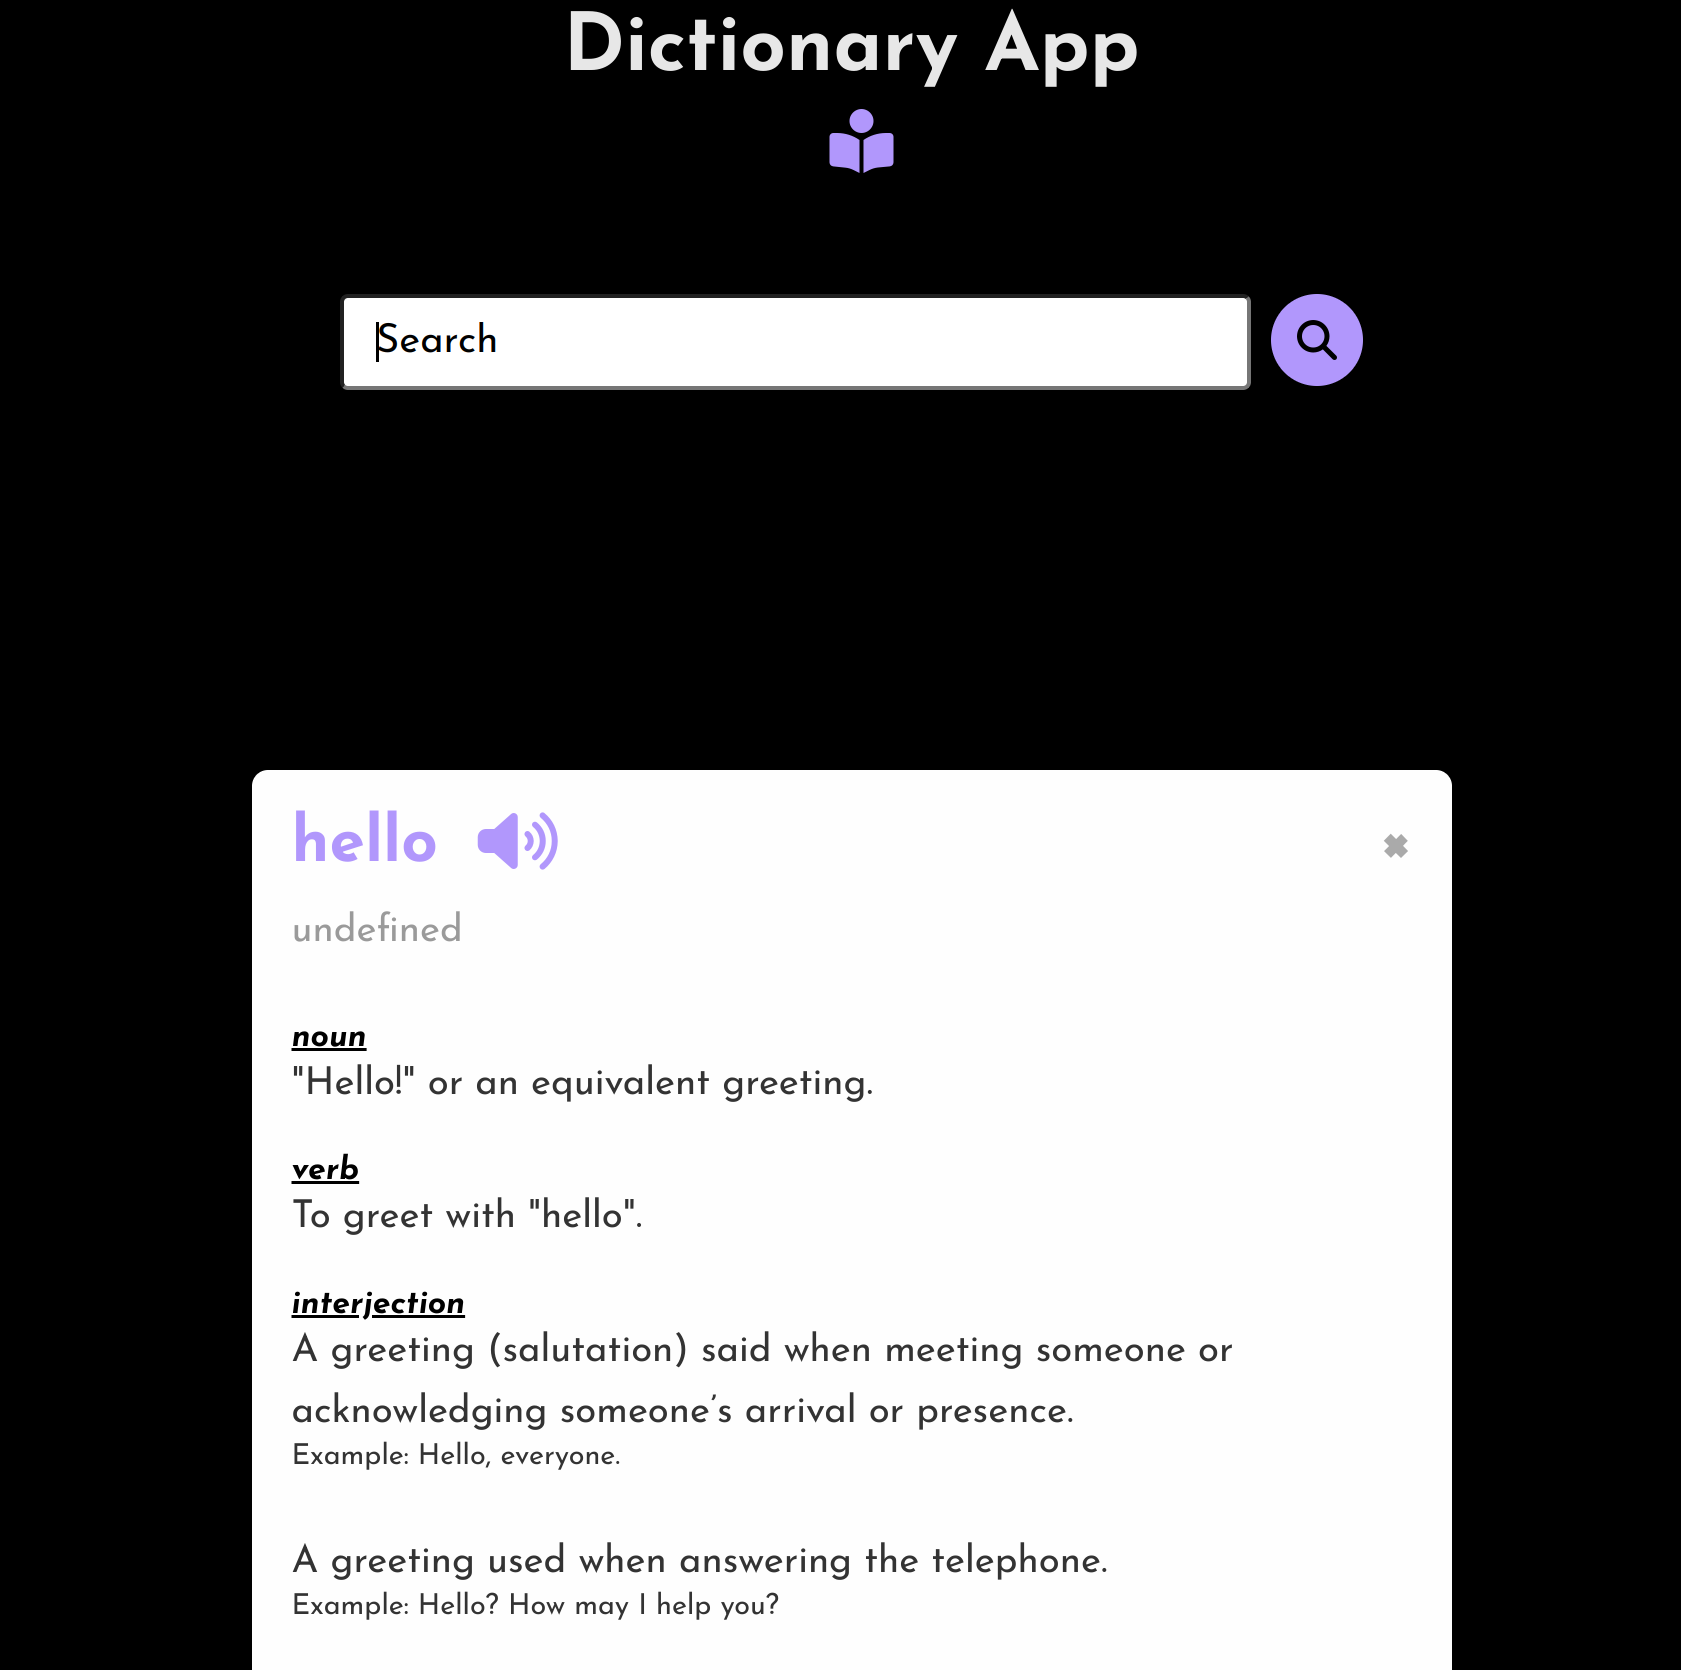 Dictionary App
Search
hello
undefined
noun
"Hello!" or an equivalent greeting.
verb
To greet with "hello".
interjection
A greeting (salutation) said when meeting someone or
acknowledging someone’s arrival or presence.
Example: Hello, everyone.
A greeting used when answering the telephone.
Example: Hello? How may I help you?